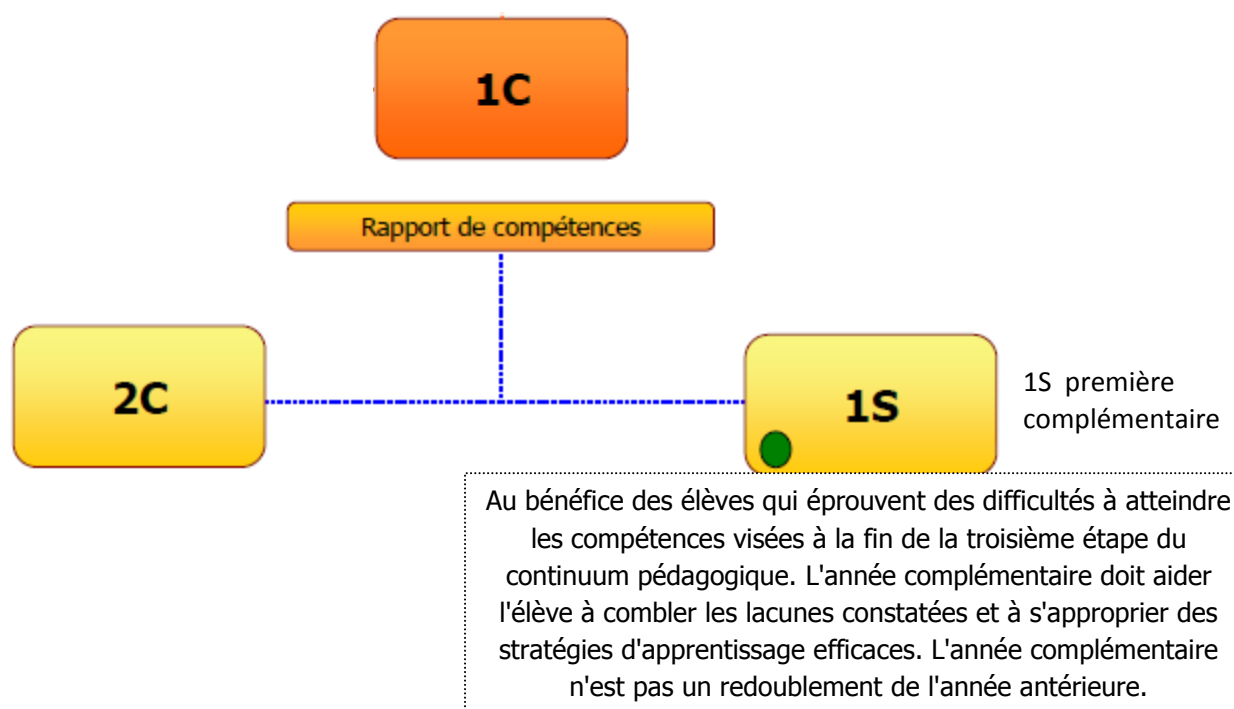 1C
Rapport de compétences
2C
1S
1S première
complémentaire
Au bénéfice des élèves qui éprouvent des difficultés à atteindre
les compétences visées à la fin de la troisième étape du
continuum pédagogique. L'année complémentaire doit aider
l'élève à combler les lacunes constatées et à s'approprier des
stratégies d'apprentissage efficaces. L'année complémentaire
n'est pas un redoublement de l'année antérieure.